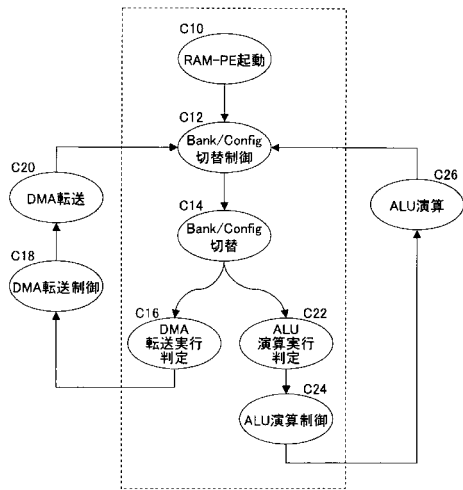 C10
RAM-PE起動
C12
Bank/Config
切替制御
C20
DMA転送
C26
ALU演算
C14
Bank/Config
切替
C18
DMA転送制御
C16
DMA
転送実行
判定
C22
ALU
演算実行
判定
C24
ALU演算制御